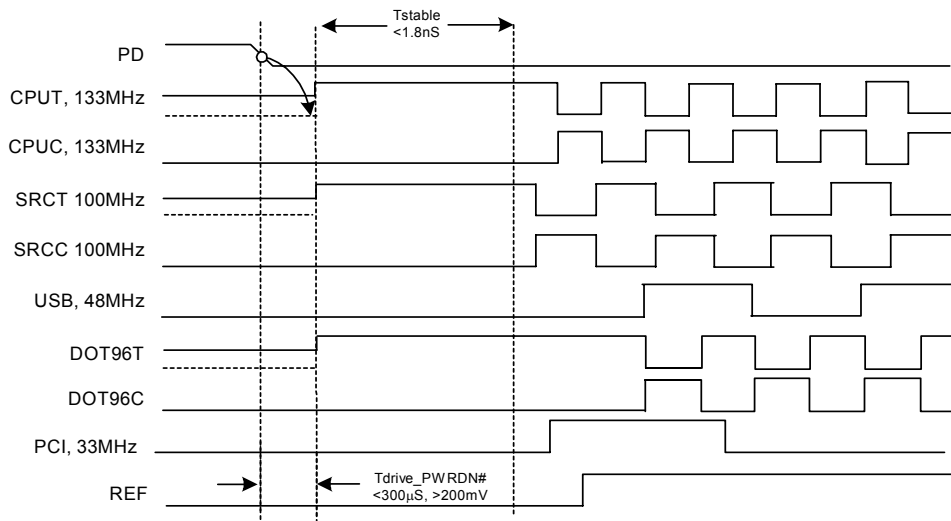 Tstable
<1.8nS
PD
CPUT, 133MHz
CPUC, 133MHz
SRCT 100MHz
SRCC 100MHz
USB, 48MHz
DOT96T
DOT96C
PCI, 33MHz
Tdrive_PWRDN#
<300μS, >200mV
REF